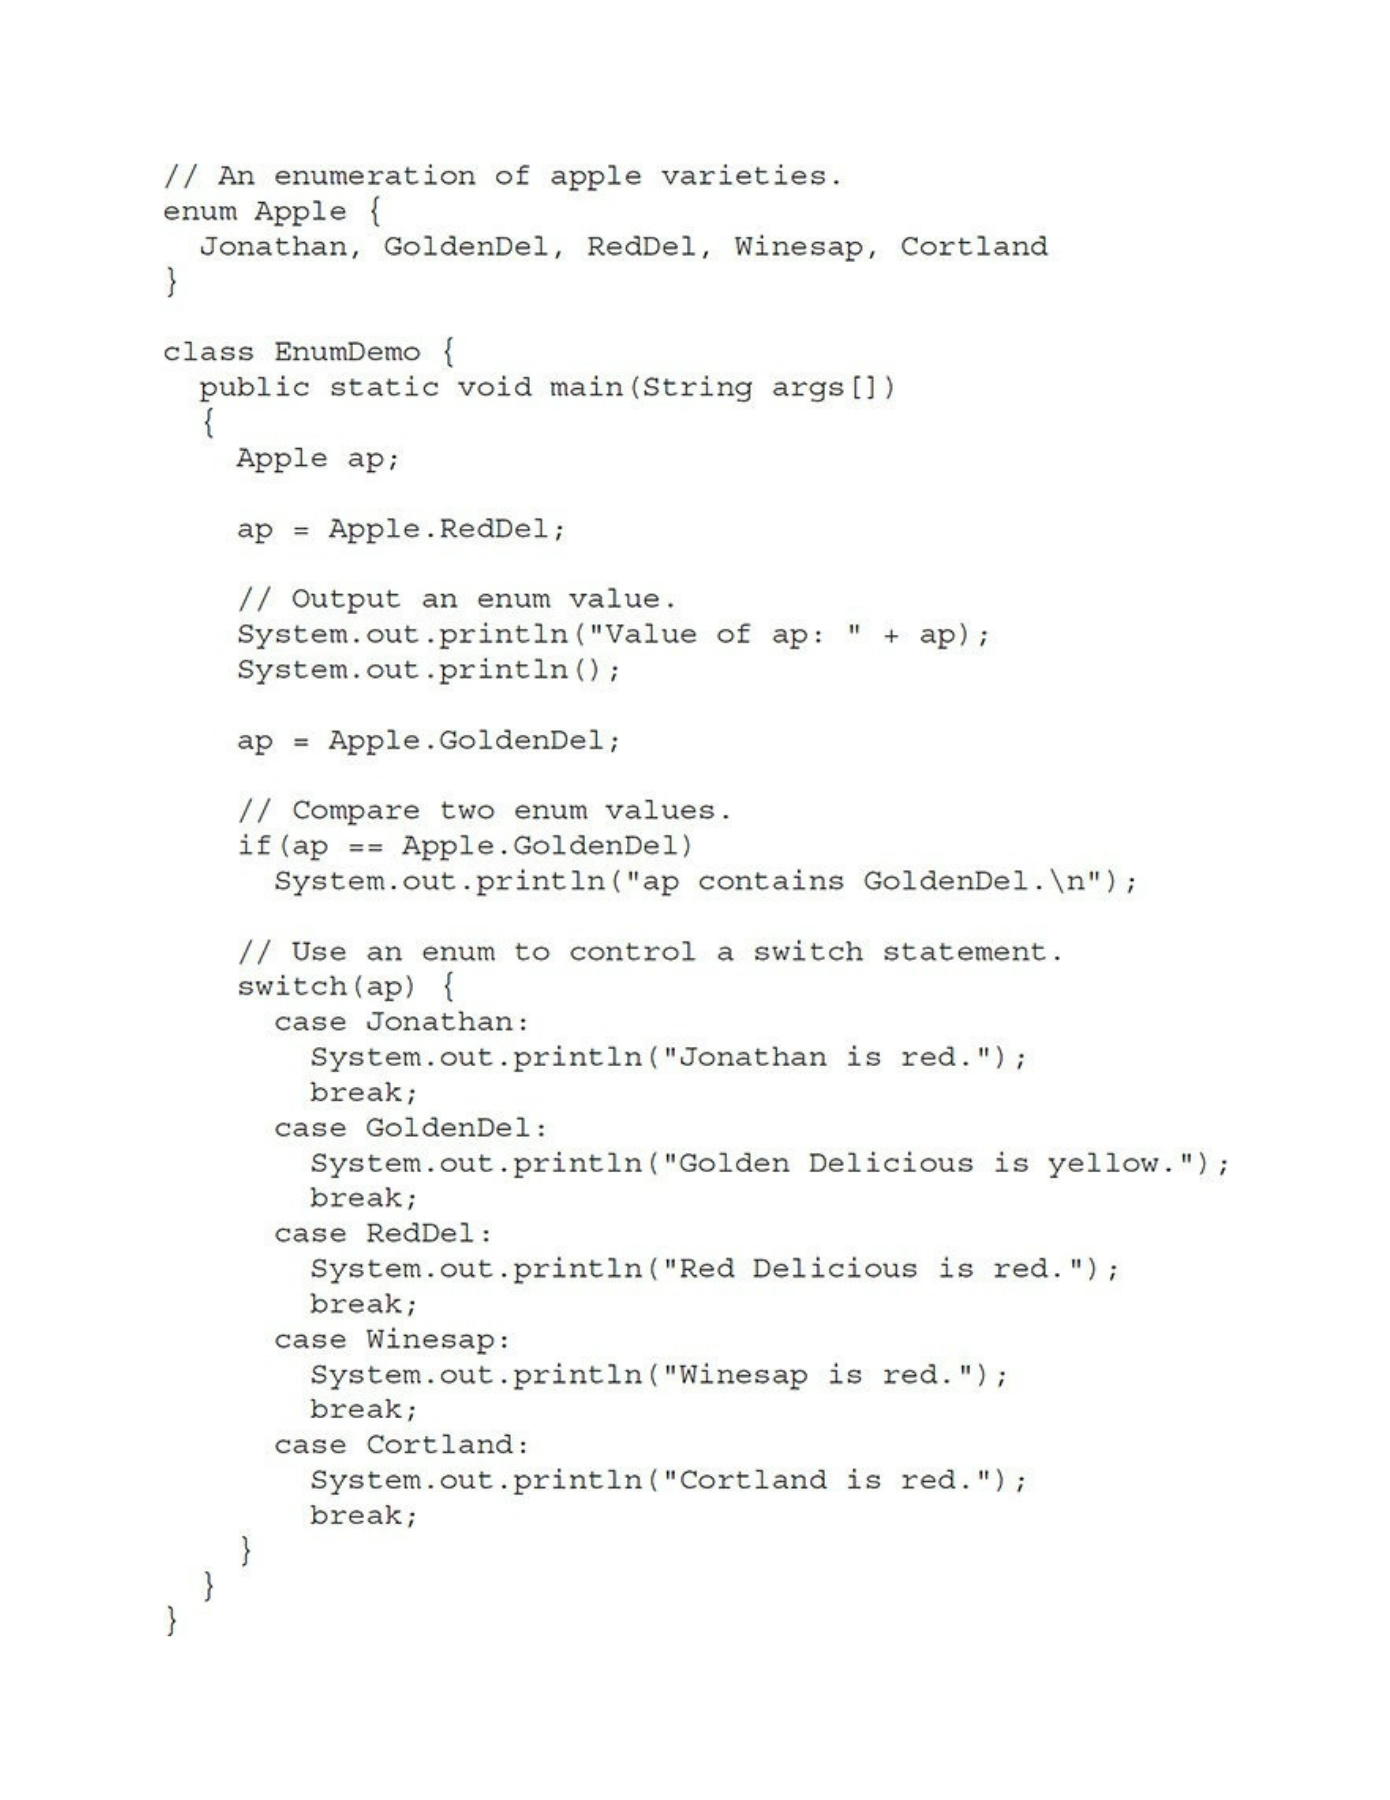 // An enumeration of apple varieties.
enum Apple {
  Jonathan, GoldenDel, RedDel, Winesap, Cortland
}

class EnumDemo {
  public static void main(String args[])
  {
    Apple ap;

    ap = Apple.RedDel;

    // Output an enum value.
    System.out.println("Value of ap: " + ap);
    System.out.println();

    ap = Apple.GoldenDel;

    // Compare two enum values.
    if(ap == Apple.GoldenDel)
      System.out.println("ap contains GoldenDel.\n");

    // Use an enum to control a switch statement.
    switch(ap) {
      case Jonathan:
        System.out.println("Jonathan is red.");
        break;
      case GoldenDel:
        System.out.println("Golden Delicious is yellow.");
        break;
      case RedDel:
        System.out.println("Red Delicious is red.");
        break;
      case Winesap:
        System.out.println("Winesap is red.");
        break;
      case Cortland:
        System.out.println("Cortland is red.");
        break;
    }
  }
}